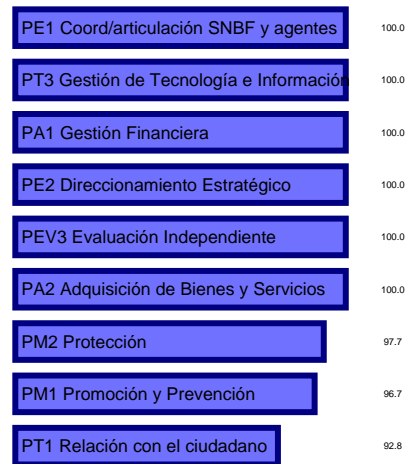 PE1 Coord/articulación SNBF y agentes 100.0
PT3 Gestión de Tecnología e Información 100.0
PA1 Gestión Financiera 100.0
PE2 Direccionamiento Estratégico 100.0
PEV3 Evaluación Independiente 100.0
PA2 Adquisición de Bienes y Servicios 100.0
PM2 Protección 97.7
PM1 Promoción y Prevención 96.7
PT1 Relación con el ciudadano 92.8